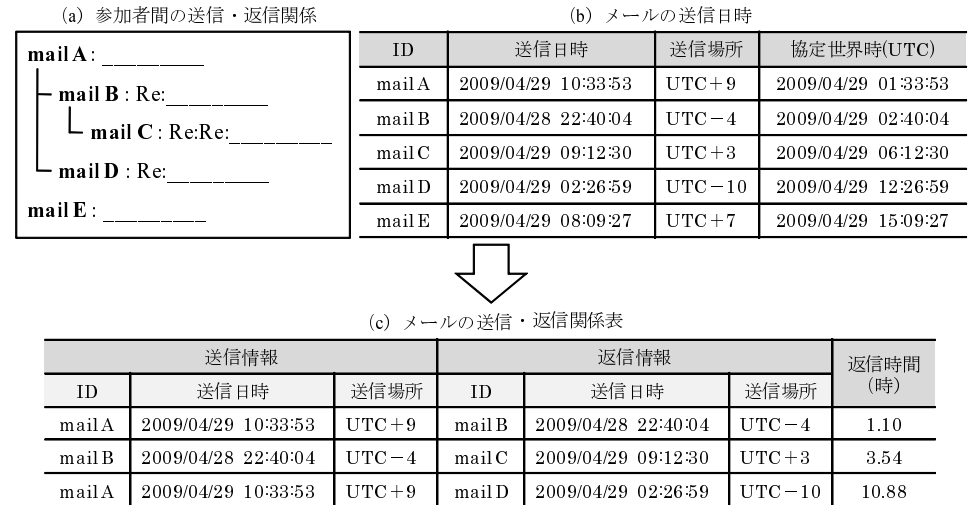 (a) 参加者間の送信・返信関係
mail A : _________
mail B : Re:_________
mail C : Re:Re:_________
mail D : Re:_________
mail E : _________
(b) メールの送信日時
ID 送信日時 送信場所 協定世界時(UTC)
mail A 2009/04/29 10:33:53 UTC+9 2009/04/29 01:33:53
mail B 2009/04/28 22:40:04 UTC−4 2009/04/29 02:40:04
mail C 2009/04/29 09:12:30 UTC+3 2009/04/29 06:12:30
mail D 2009/04/29 02:26:59 UTC−10 2009/04/29 12:26:59
mail E 2009/04/29 08:09:27 UTC+7 2009/04/29 15:09:27
(c) メールの送信・返信関係表
送信情報 返信情報 返信時間
(時)
ID 送信日時 送信場所 ID 送信日時 送信場所
mail A 2009/04/29 10:33:53 UTC+9 mail B 2009/04/28 22:40:04 UTC−4 1.10
mail B 2009/04/28 22:40:04 UTC−4 mail C 2009/04/29 09:12:30 UTC+3 3.54
mail A 2009/04/29 10:33:53 UTC+9 mail D 2009/04/29 02:26:59 UTC−10 10.88